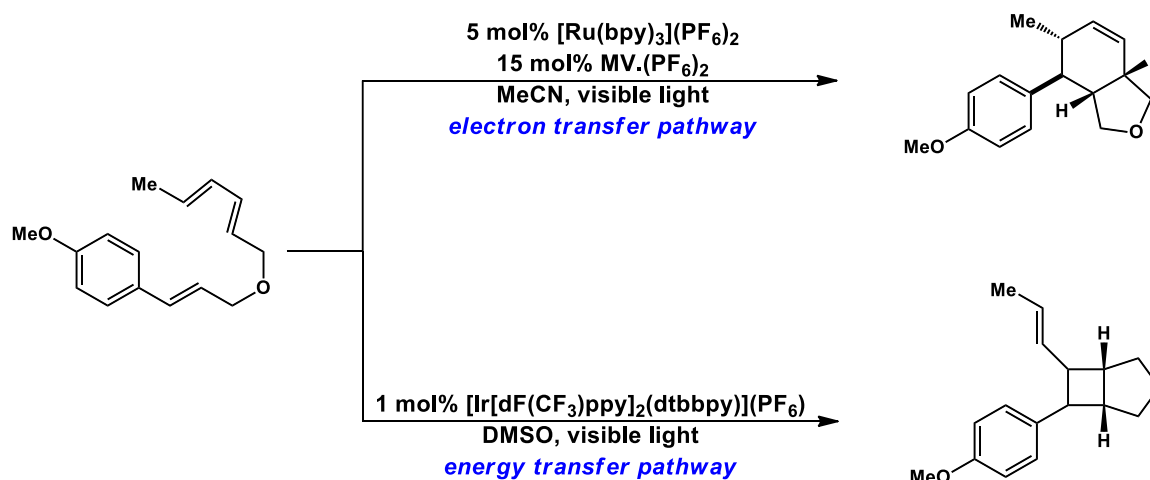 5 mol% [Ru(bpy)₃](PF₆)₂
15 mol% MV.(PF₆)₂
MeCN, visible light
electron transfer pathway
Me
H
O
MeO
Me
MeO
O
1 mol% [Ir[dF(CF₃)ppy]₂(dtbbpy)](PF₆)
DMSO, visible light
energy transfer pathway
Me
H
H
MeO